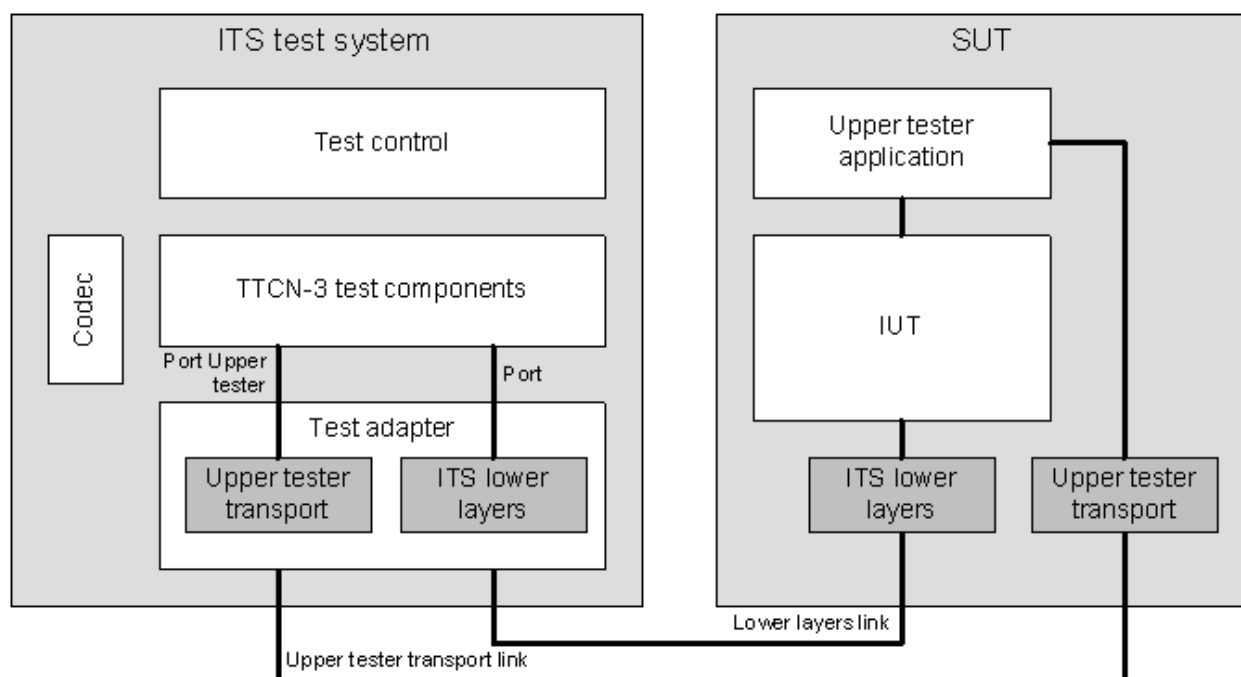 ITS test system
Test control
Codec
TTCN-3 test components
Port Upper
tester
Port
Test adapter
Upper tester
transport
ITS lower
layers
SUT
Upper tester
application
IUT
ITS lower
layers
Upper tester
transport
Lower layers link
Upper tester transport link